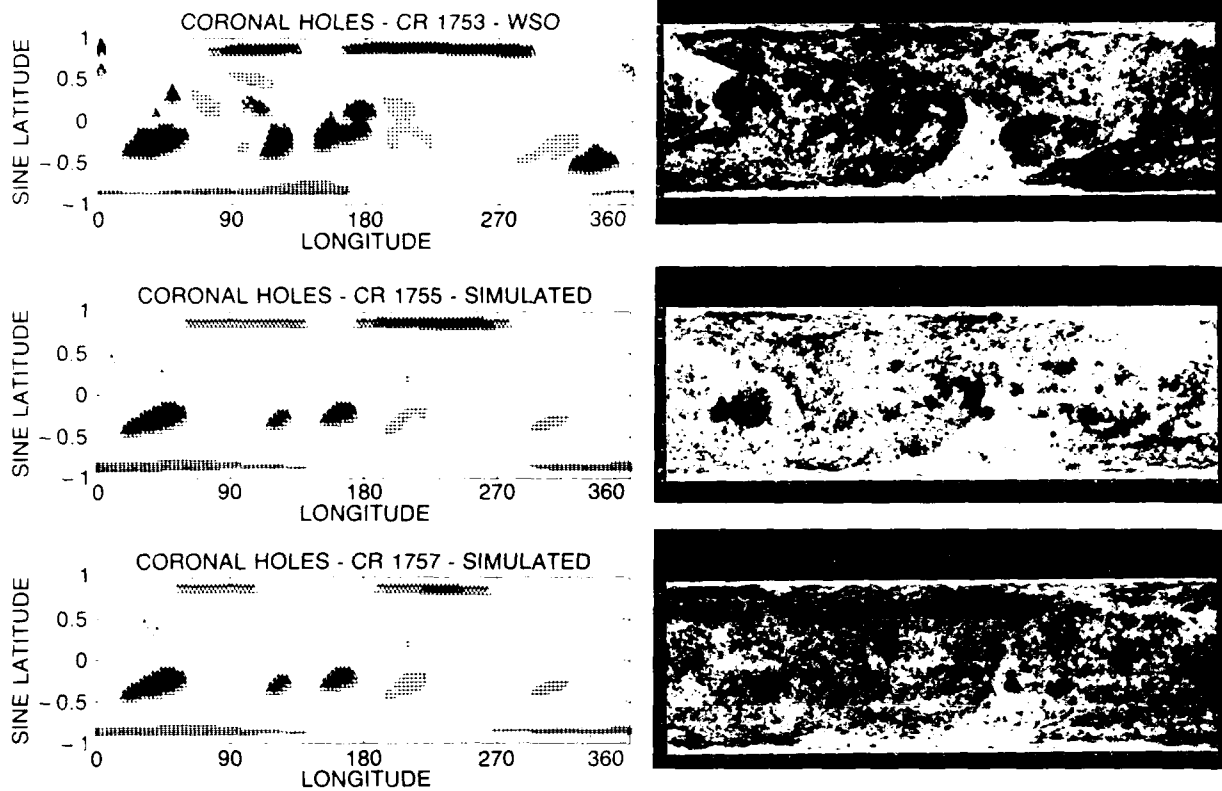 CORONAL HOLES - CR 1753 - WSO
SINE LATITUDE
1
0.5
0
- 0.5
- 1
0 90 180 270 360
LONGITUDE
CORONAL HOLES - CR 1755 - SIMULATED
SINE LATITUDE
1
0.5
0
- 0.5
- 1
0 90 180 270 360
LONGITUDE
CORONAL HOLES - CR 1757 - SIMULATED
SINE LATITUDE
1
0.5
0
- 0.5
- 1
0 90 180 270 360
LONGITUDE